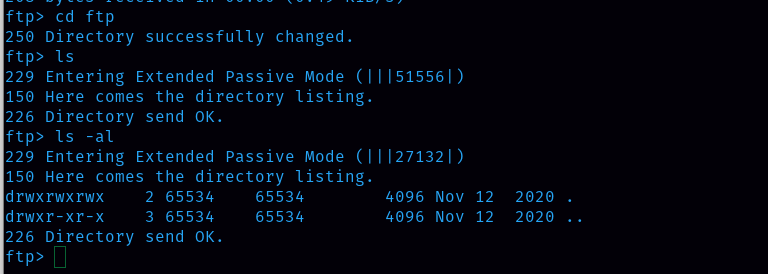 ftp> cd ftp
250 Directory successfully changed.
ftp> ls
229 Entering Extended Passive Mode (|||51556|)
150 Here comes the directory listing.
226 Directory send OK.
ftp> ls -al
229 Entering Extended Passive Mode (|||27132|)
150 Here comes the directory listing.
drwxrwxrwx    2 65534    65534        4096 Nov 12  2020 .
drwxr-xr-x    3 65534    65534        4096 Nov 12  2020 ..
226 Directory send OK.
ftp>